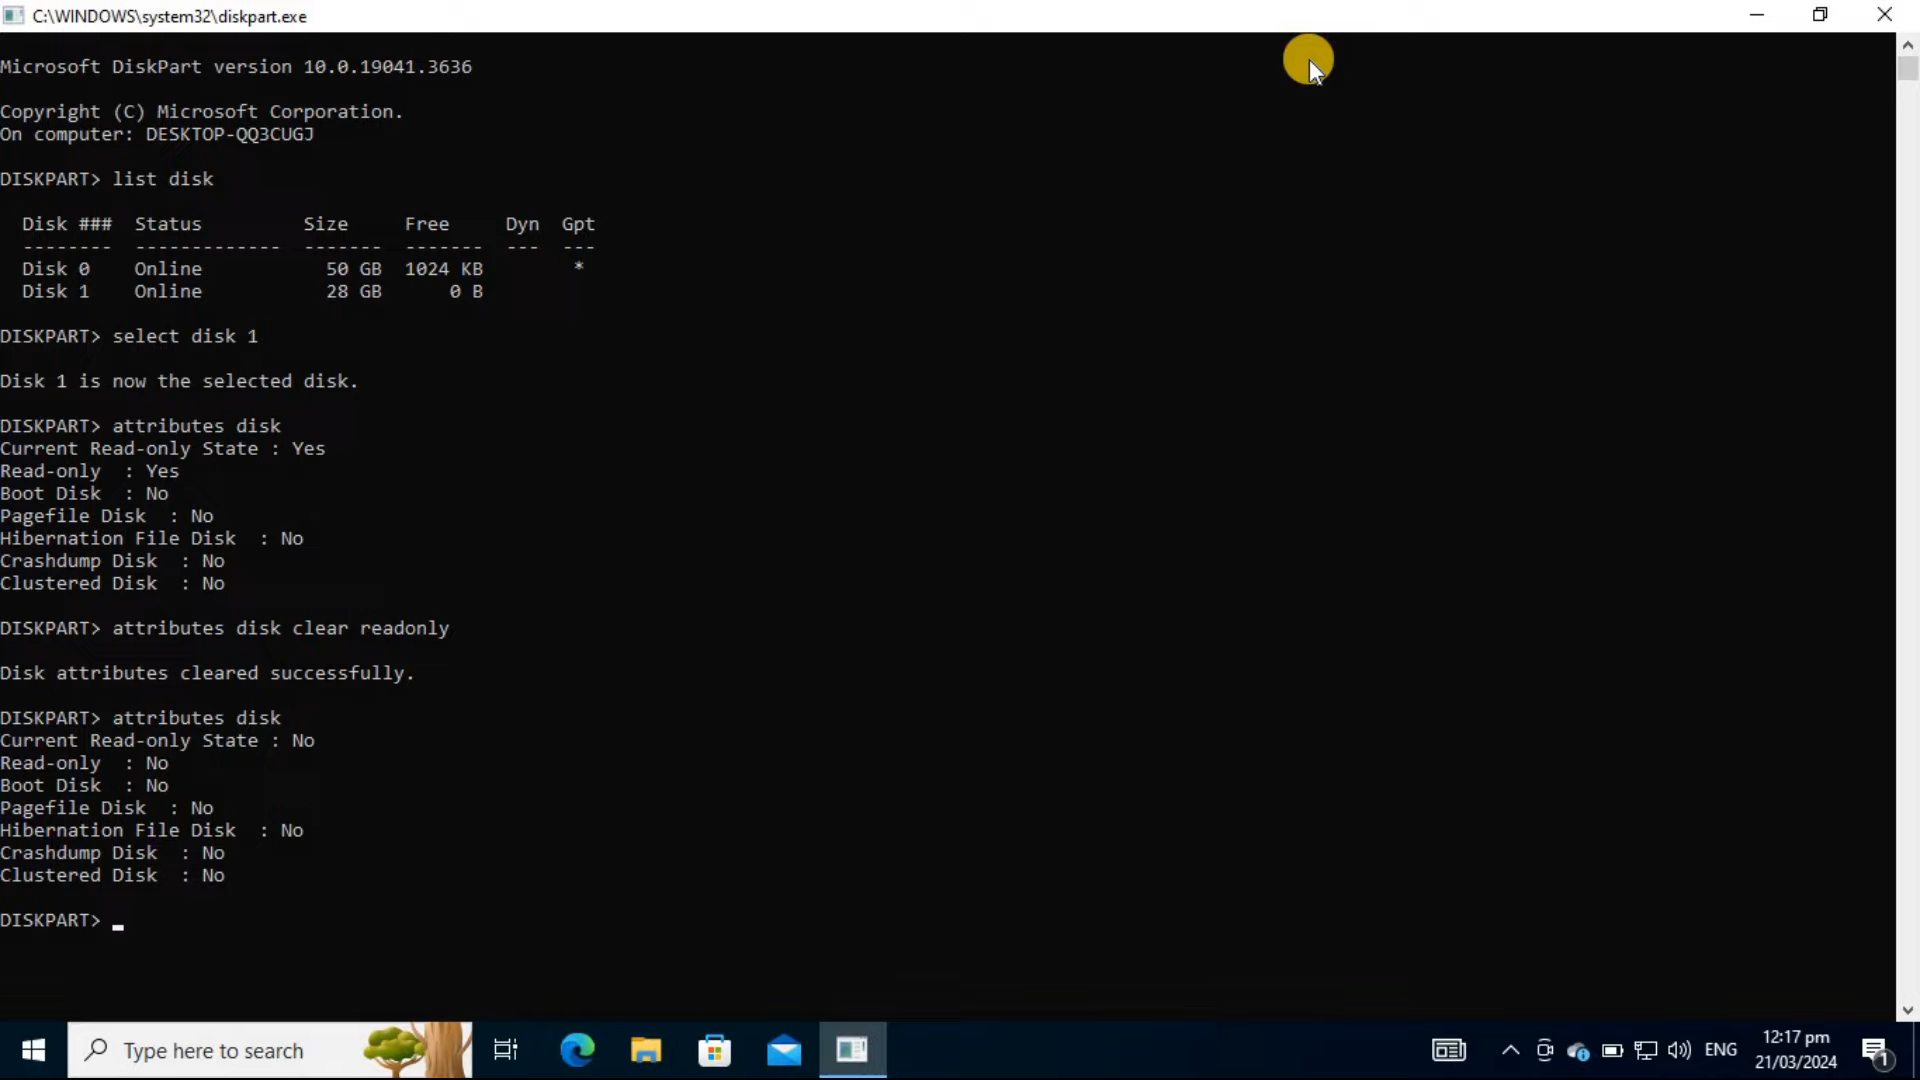 C:\WINDOWS\system32\diskpart.exe
Microsoft DiskPart version 10.0.19041.3636
Copyright (C) Microsoft Corporation.
On computer: DESKTOP-QQ3CUGJ
DISKPART> list disk
Disk ###  Status         Size     Free     Dyn  Gpt
--------  -------------  -------  -------  ---  ---
Disk 0    Online           50 GB  1024 KB        *
Disk 1    Online           28 GB      0 B
DISKPART> select disk 1
Disk 1 is now the selected disk.
DISKPART> attributes disk
Current Read-only State : Yes
Read-only  : Yes
Boot Disk  : No
Pagefile Disk  : No
Hibernation File Disk  : No
Crashdump Disk  : No
Clustered Disk  : No
DISKPART> attributes disk clear readonly
Disk attributes cleared successfully.
DISKPART> attributes disk
Current Read-only State : No
Read-only  : No
Boot Disk  : No
Pagefile Disk  : No
Hibernation File Disk  : No
Crashdump Disk  : No
Clustered Disk  : No
DISKPART>
Type here to search
ENG
12:17 pm
21/03/2024
1